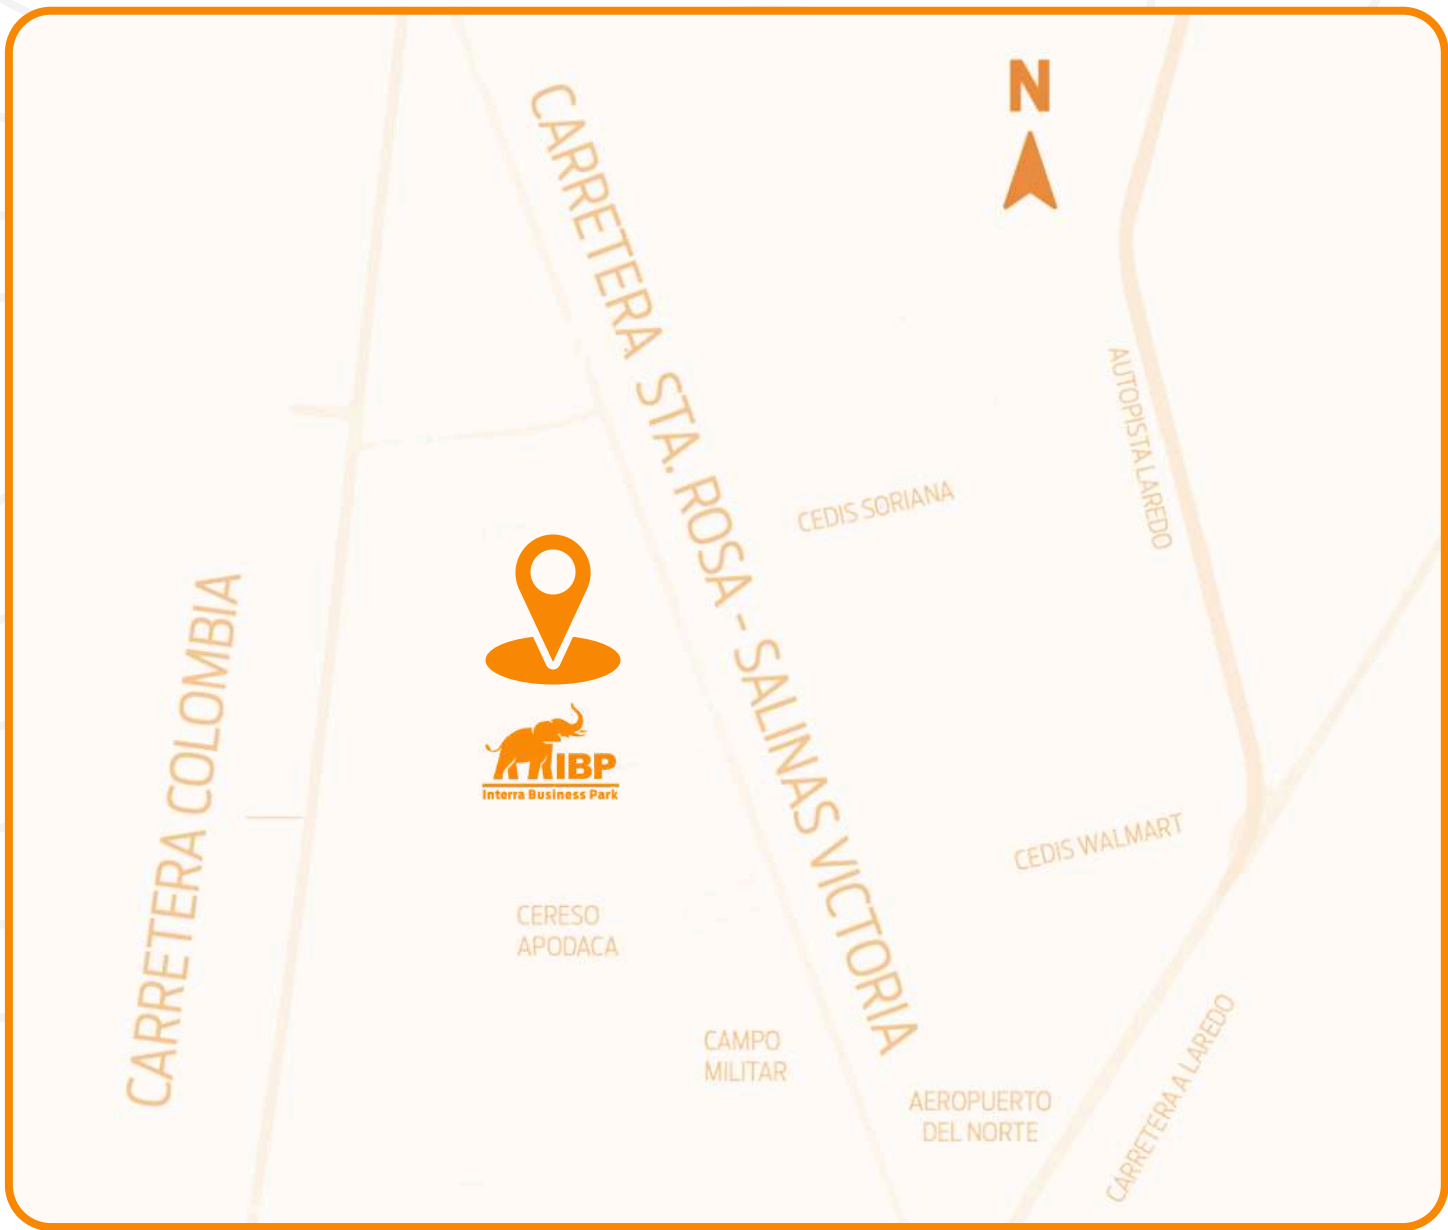 N
CARRETERA STA. ROSA - SALINAS VICTORIA
AUTOPISTA LAREDO
CEDIS SORIANA
CARRETERA COLOMBIA
IBP
Interra Business Park
CEDIS WALMART
CERESO
APODACA
CAMPO
MILITAR
AEROPUERTO
DEL NORTE
CARRETERA A LAREDO